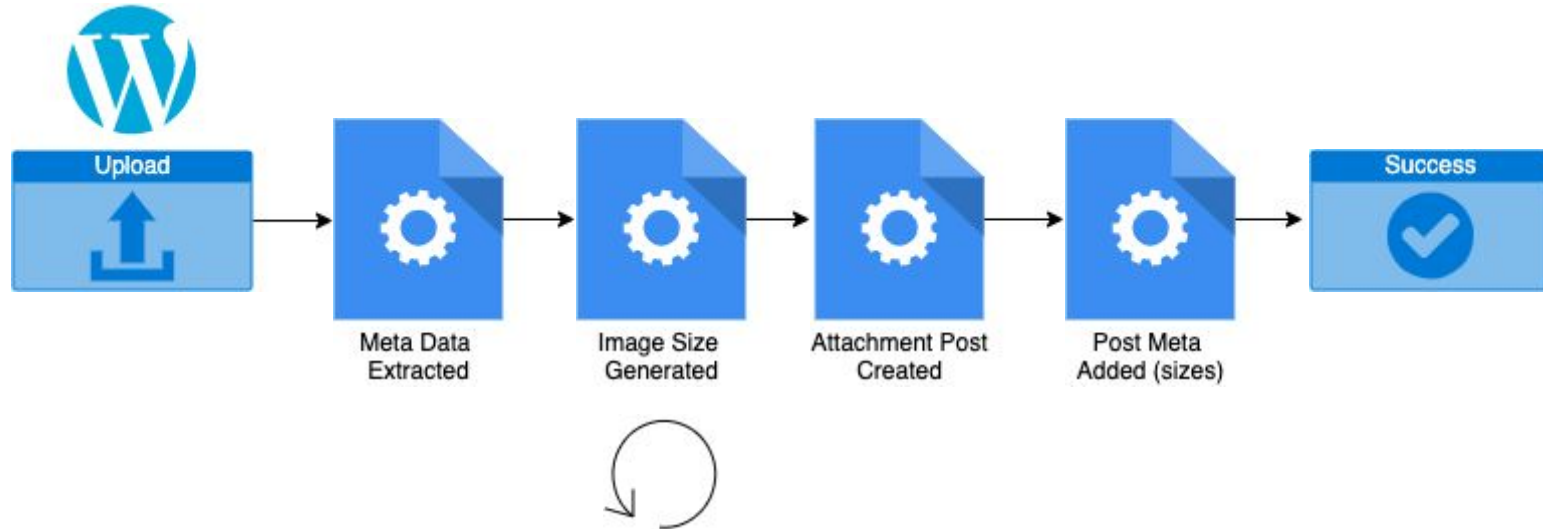 Upload
Success
Meta Data
Extracted
Image Size
Generated
Attachment Post
Created
Post Meta
Added (sizes)